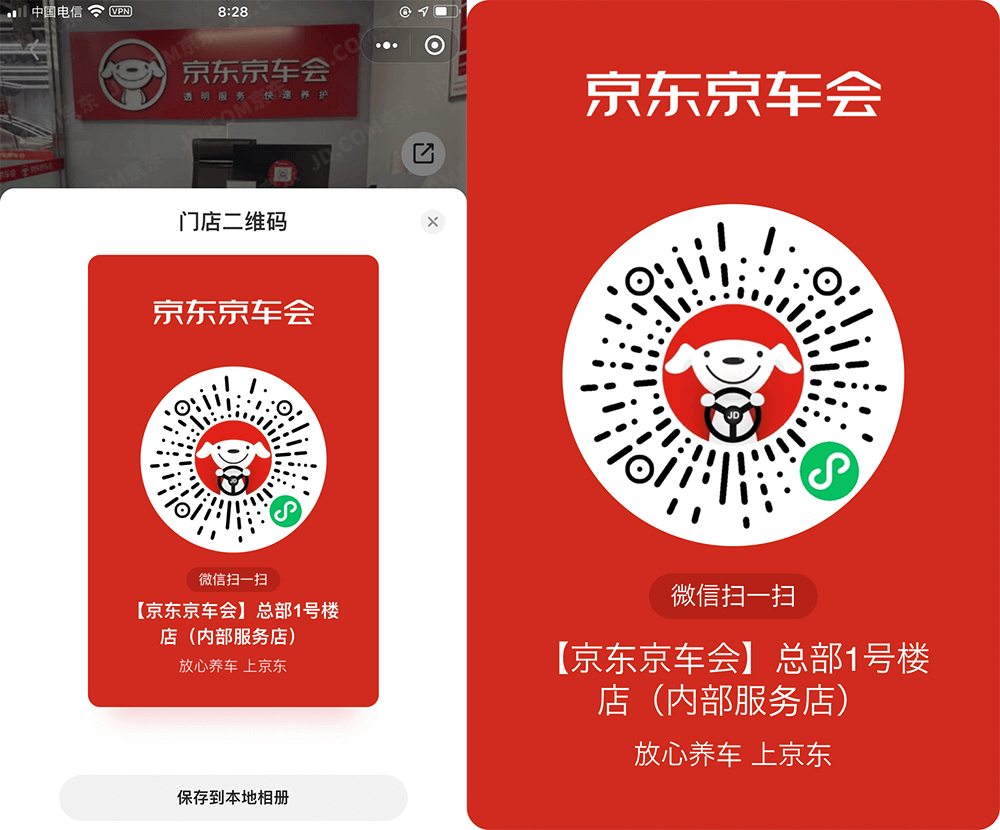 中国电信
VPN
8:28
京东京车会
透明服务 快速养护
门店二维码
京东京车会
JD
微信扫一扫
【京东京车会】总部1号楼
店（内部服务店）
放心养车 上京东
保存到本地相册
京东京车会
JD
微信扫一扫
【京东京车会】总部1号楼
店（内部服务店）
放心养车 上京东